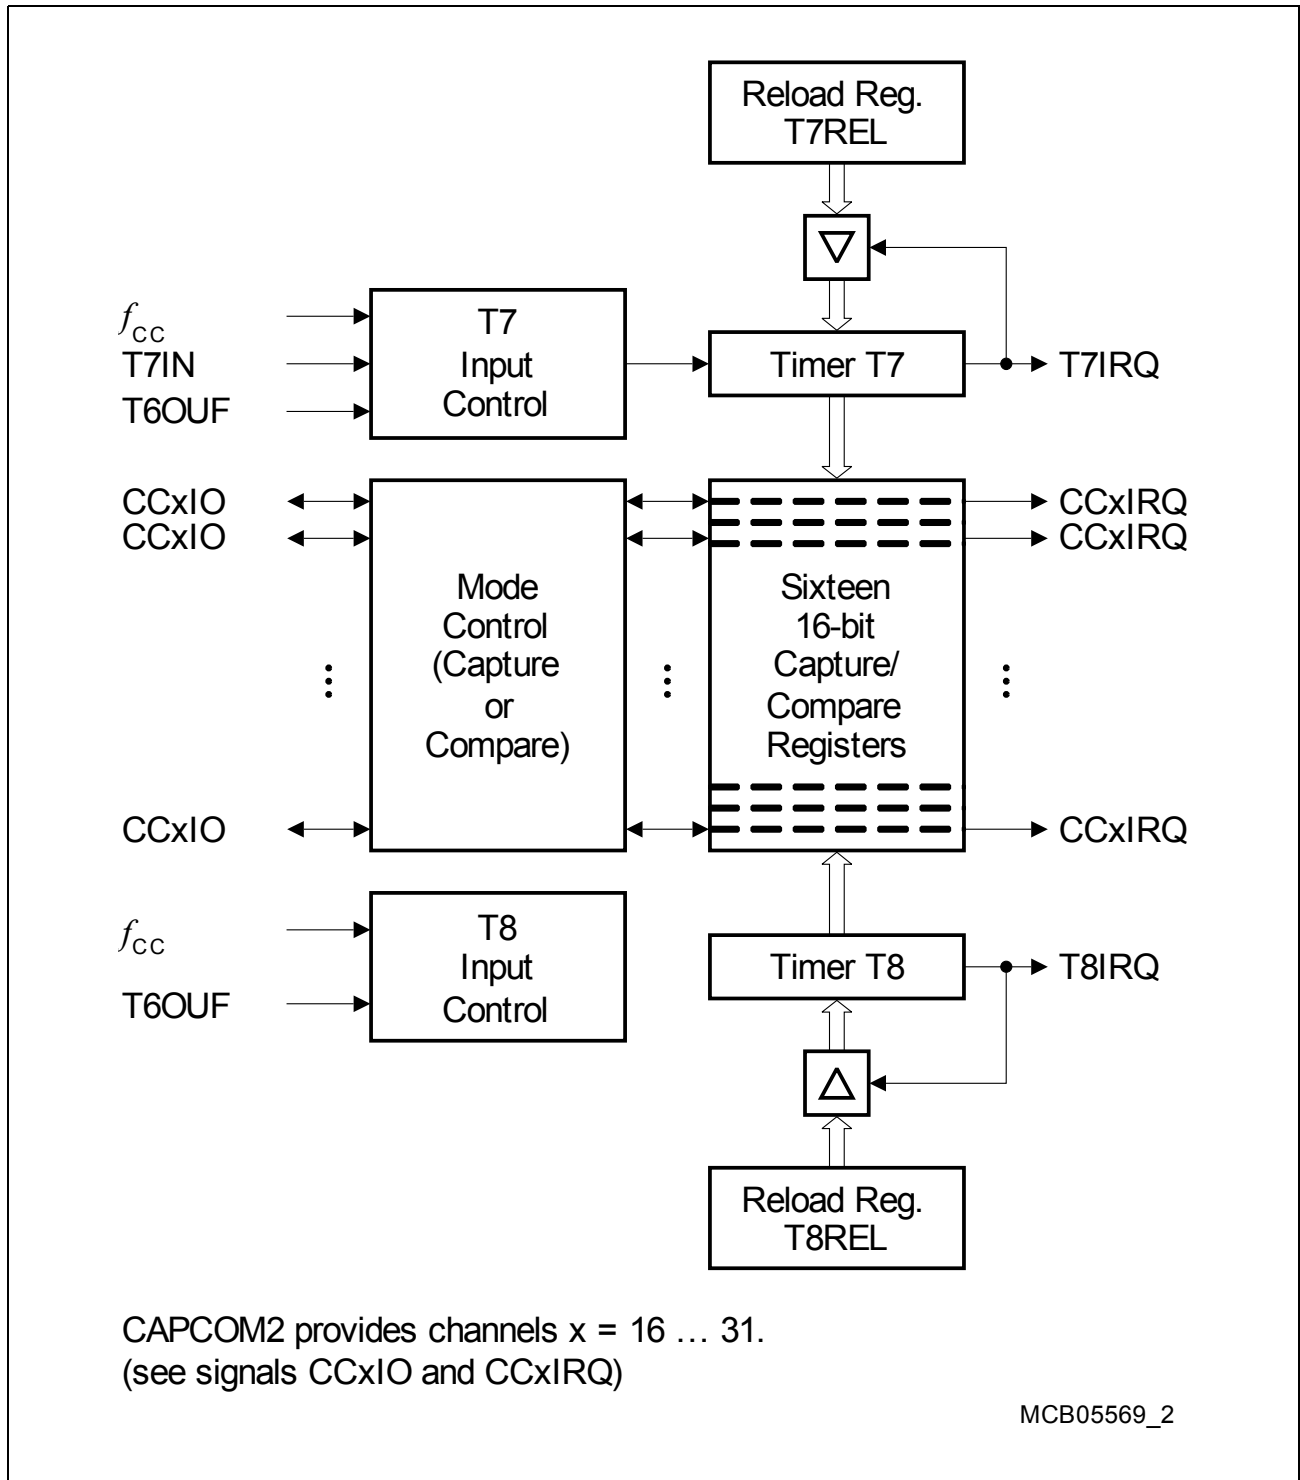 Reload Reg.
T7REL
f CC
T7IN
T6OUF
T7
Input
Control
Timer T7
T7IRQ
CCxIO
CCxIO
CCxIO
Mode
Control
(Capture
or
Compare)
Sixteen
16-bit
Capture/
Compare
Registers
CCxIRQ
CCxIRQ
CCxIRQ
f CC
T6OUF
T8
Input
Control
Timer T8
T8IRQ
Reload Reg.
T8REL
CAPCOM2 provides channels x = 16 … 31.
(see signals CCxIO and CCxIRQ)
MCB05569_2